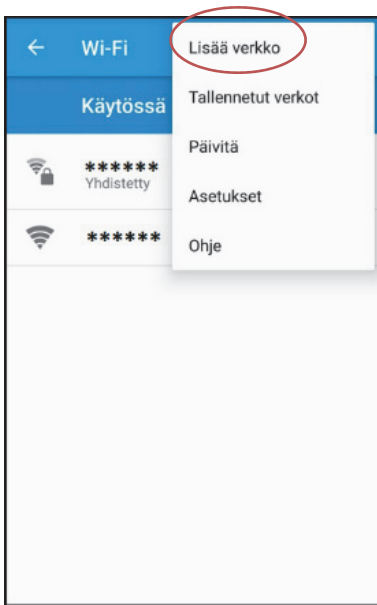 Wi-Fi
Lisää verkko
Käytössä
Tallennetut verkot
Päivitä
******
Yhdistetty
Asetukset
******
Ohje